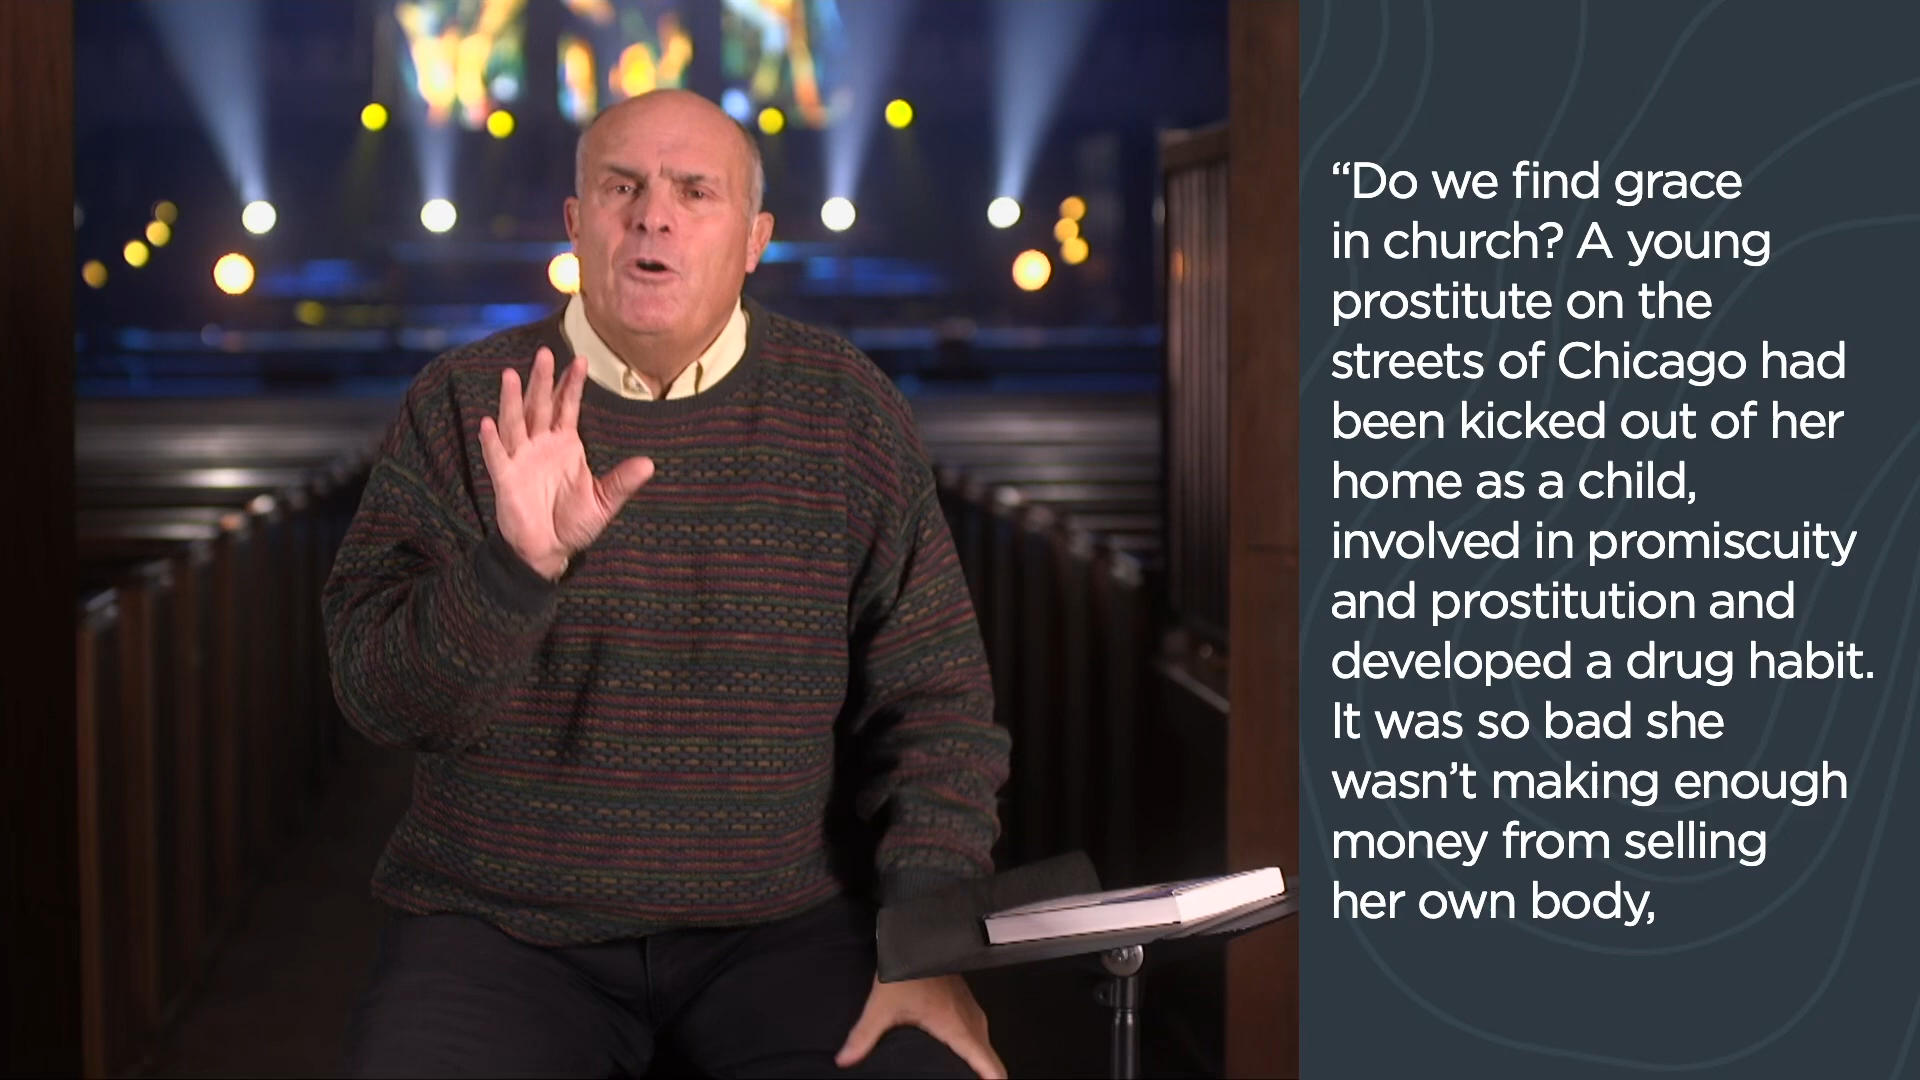 “Do we find grace
in church? A young
prostitute on the
streets of Chicago had
been kicked out of her
home as a child,
involved in promiscuity
and prostitution and
developed a drug habit.
It was so bad she
wasn’t making enough
money from selling
her own body,